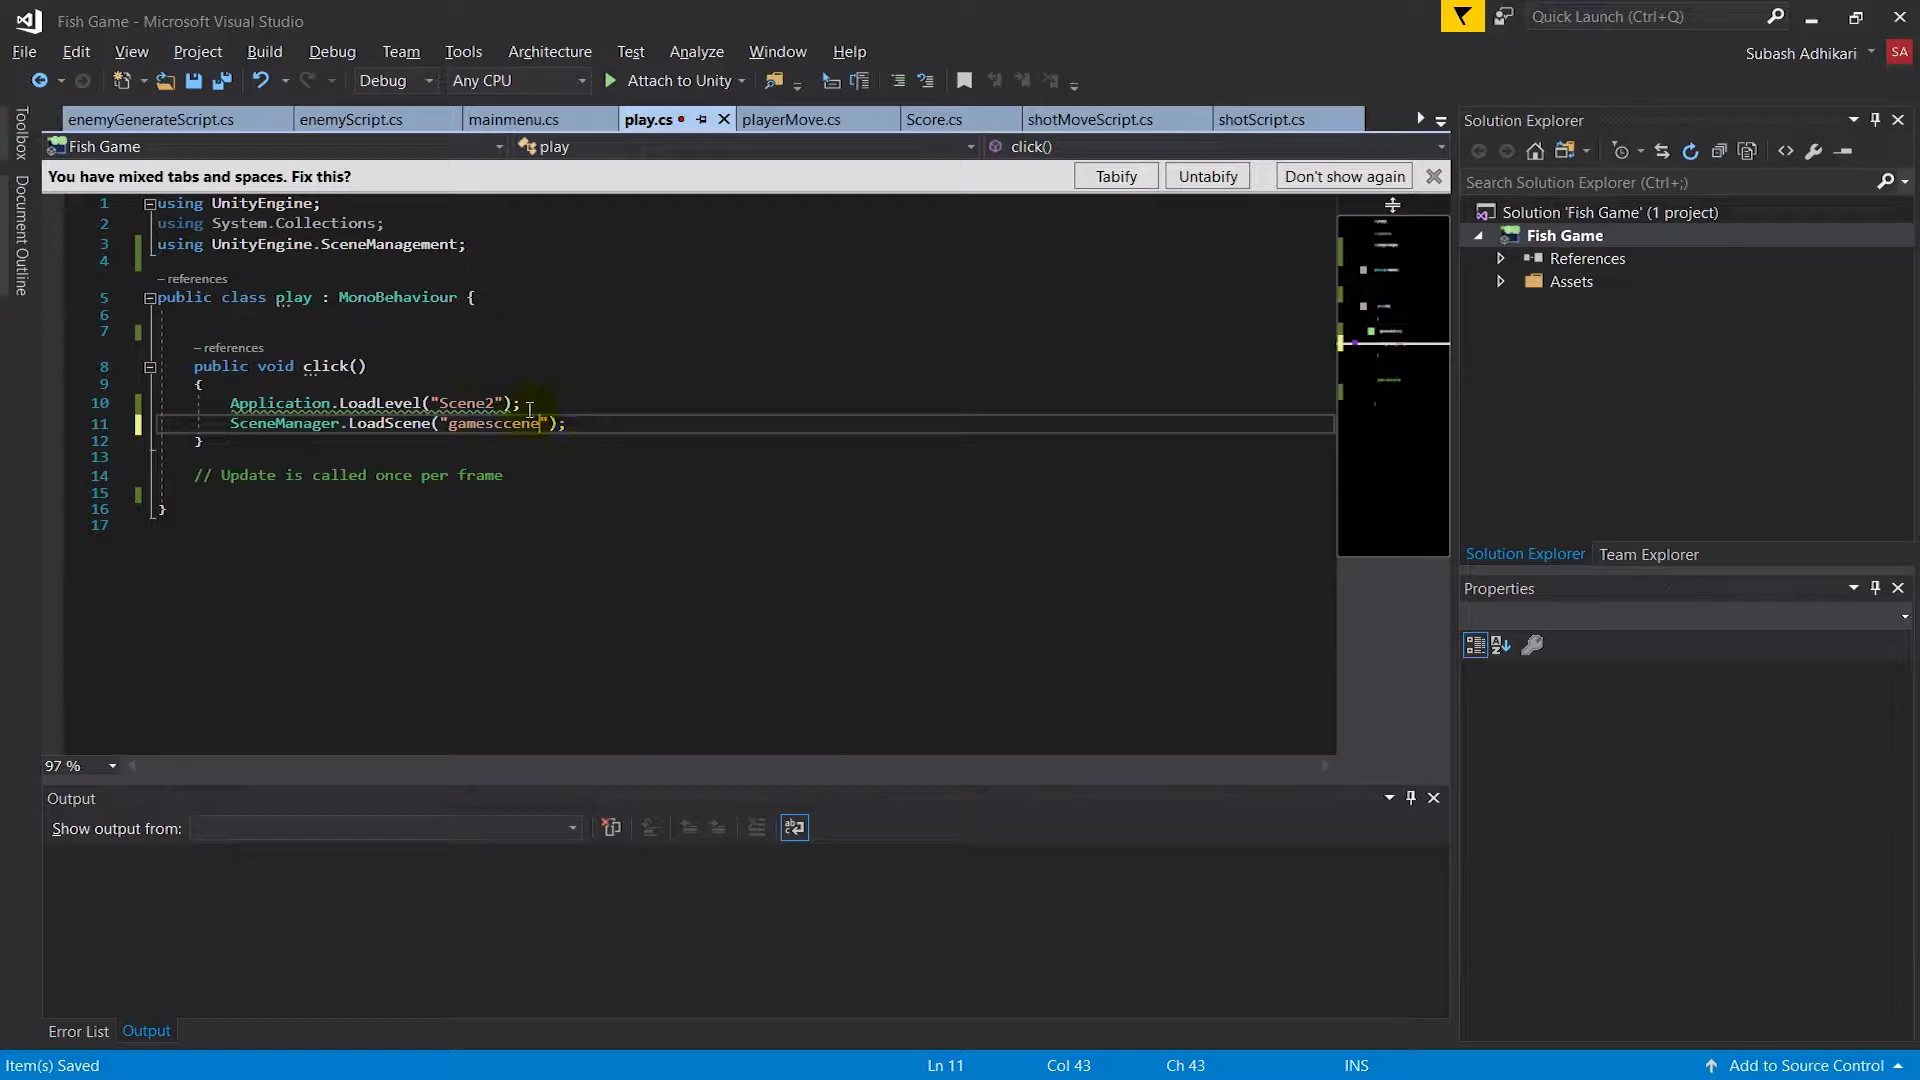 Fish Game - Microsoft Visual Studio
Quick Launch (Ctrl+Q)
File Edit View Project Build Debug Team Tools Architecture Test Analyze Window Help
Subash Adhikari SA
Debug Any CPU Attach to Unity
Toolbox
Document Outline
enemyGenerateScript.cs enemyScript.cs mainmenu.cs play.cs playerMove.cs Score.cs shotMoveScript.cs shotScript.cs
Fish Game play click()
You have mixed tabs and spaces. Fix this? Tabify Untabify Don't show again
1 using UnityEngine;
2 using System.Collections;
3 using UnityEngine.SceneManagement;
4
– references
5 public class play : MonoBehaviour {
6
7
– references
8 public void click()
9 {
10 Application.LoadLevel("Scene2");
11 SceneManager.LoadScene("gamesccene");
12 }
13
14 // Update is called once per frame
15
16 }
17
97 %
Output
Show output from:
Error List Output
Solution Explorer
Search Solution Explorer (Ctrl+;)
Solution 'Fish Game' (1 project)
Fish Game
References
Assets
Solution Explorer Team Explorer
Properties
Item(s) Saved Ln 11 Col 43 Ch 43 INS Add to Source Control